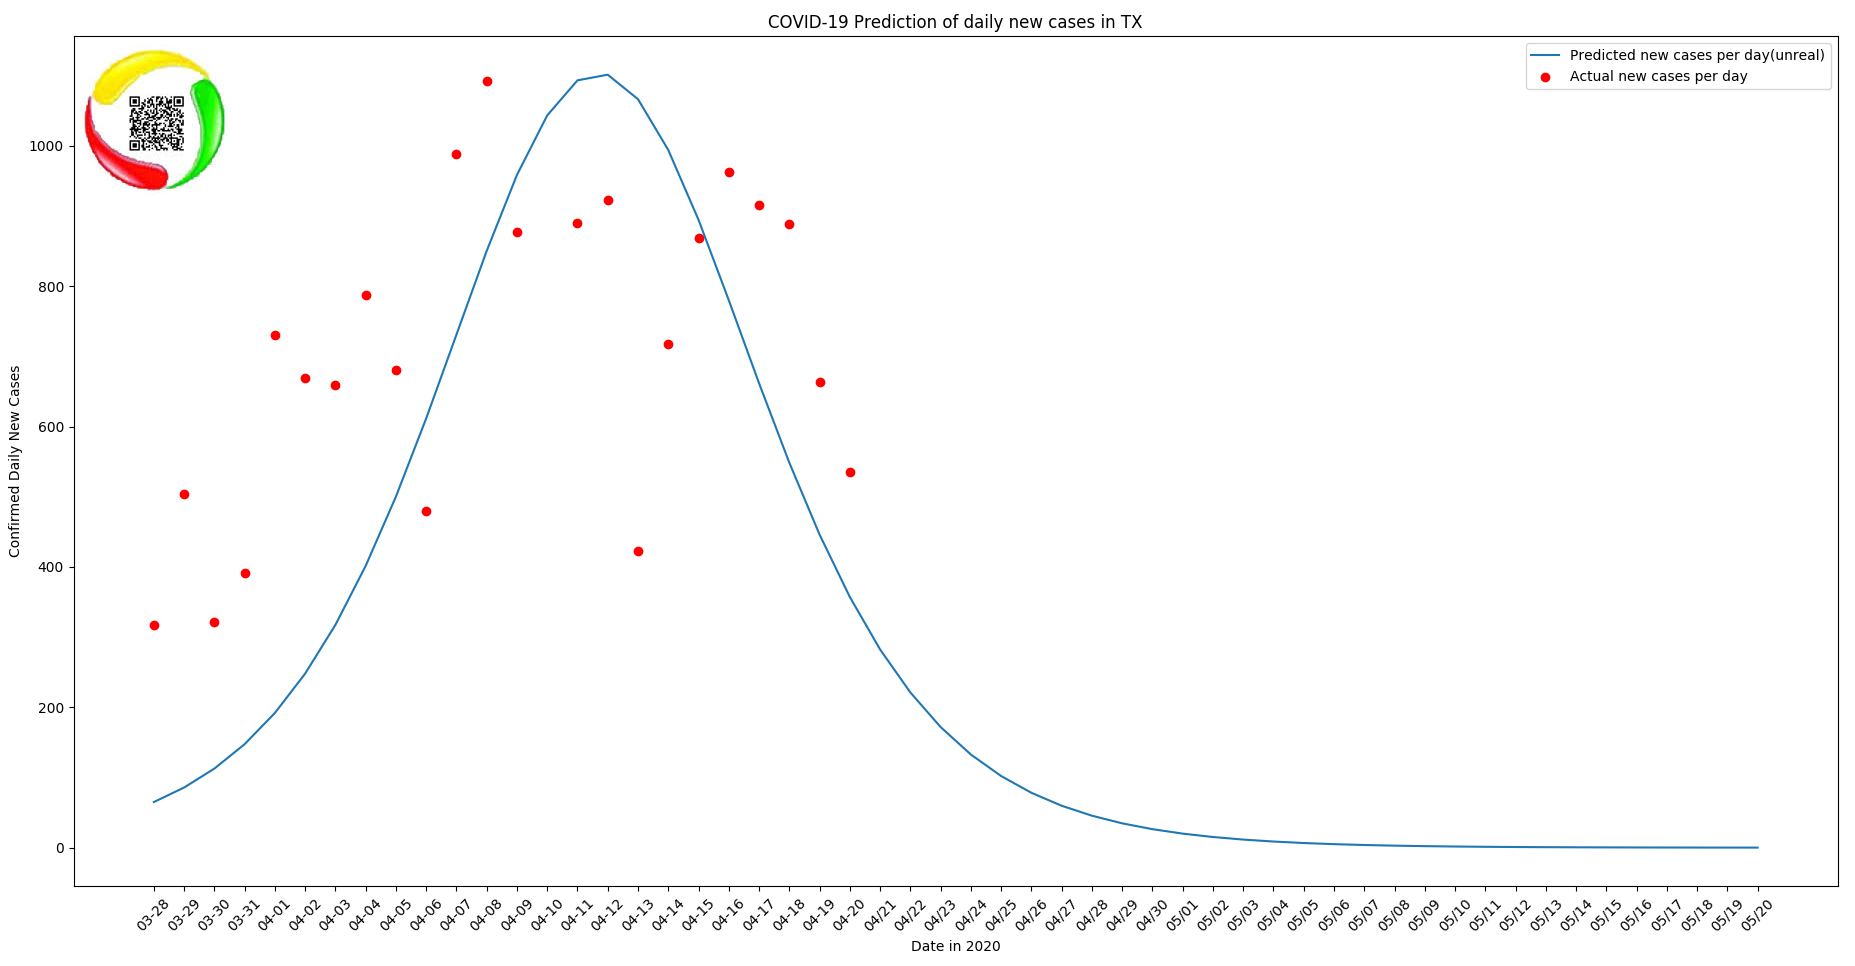 COVID-19 Prediction of daily new cases in TX
Predicted new cases per day(unreal)
Actual new cases per day
Confirmed Daily New Cases
1000
800
600
400
200
0
03-28 03-29 03-30 03-31 04-01 04-02 04-03 04-04 04-05 04-06 04-07 04-08 04-09 04-10 04-11 04-12 04-13 04-14 04-15 04-16 04-17 04-18 04-19 04-20 04/21 04/22 04/23 04/24 04/25 04/26 04/27 04/28 04/29 04/30 05/01 05/02 05/03 05/04 05/05 05/06 05/07 05/08 05/09 05/10 05/11 05/12 05/13 05/14 05/15 05/16 05/17 05/18 05/19 05/20
Date in 2020